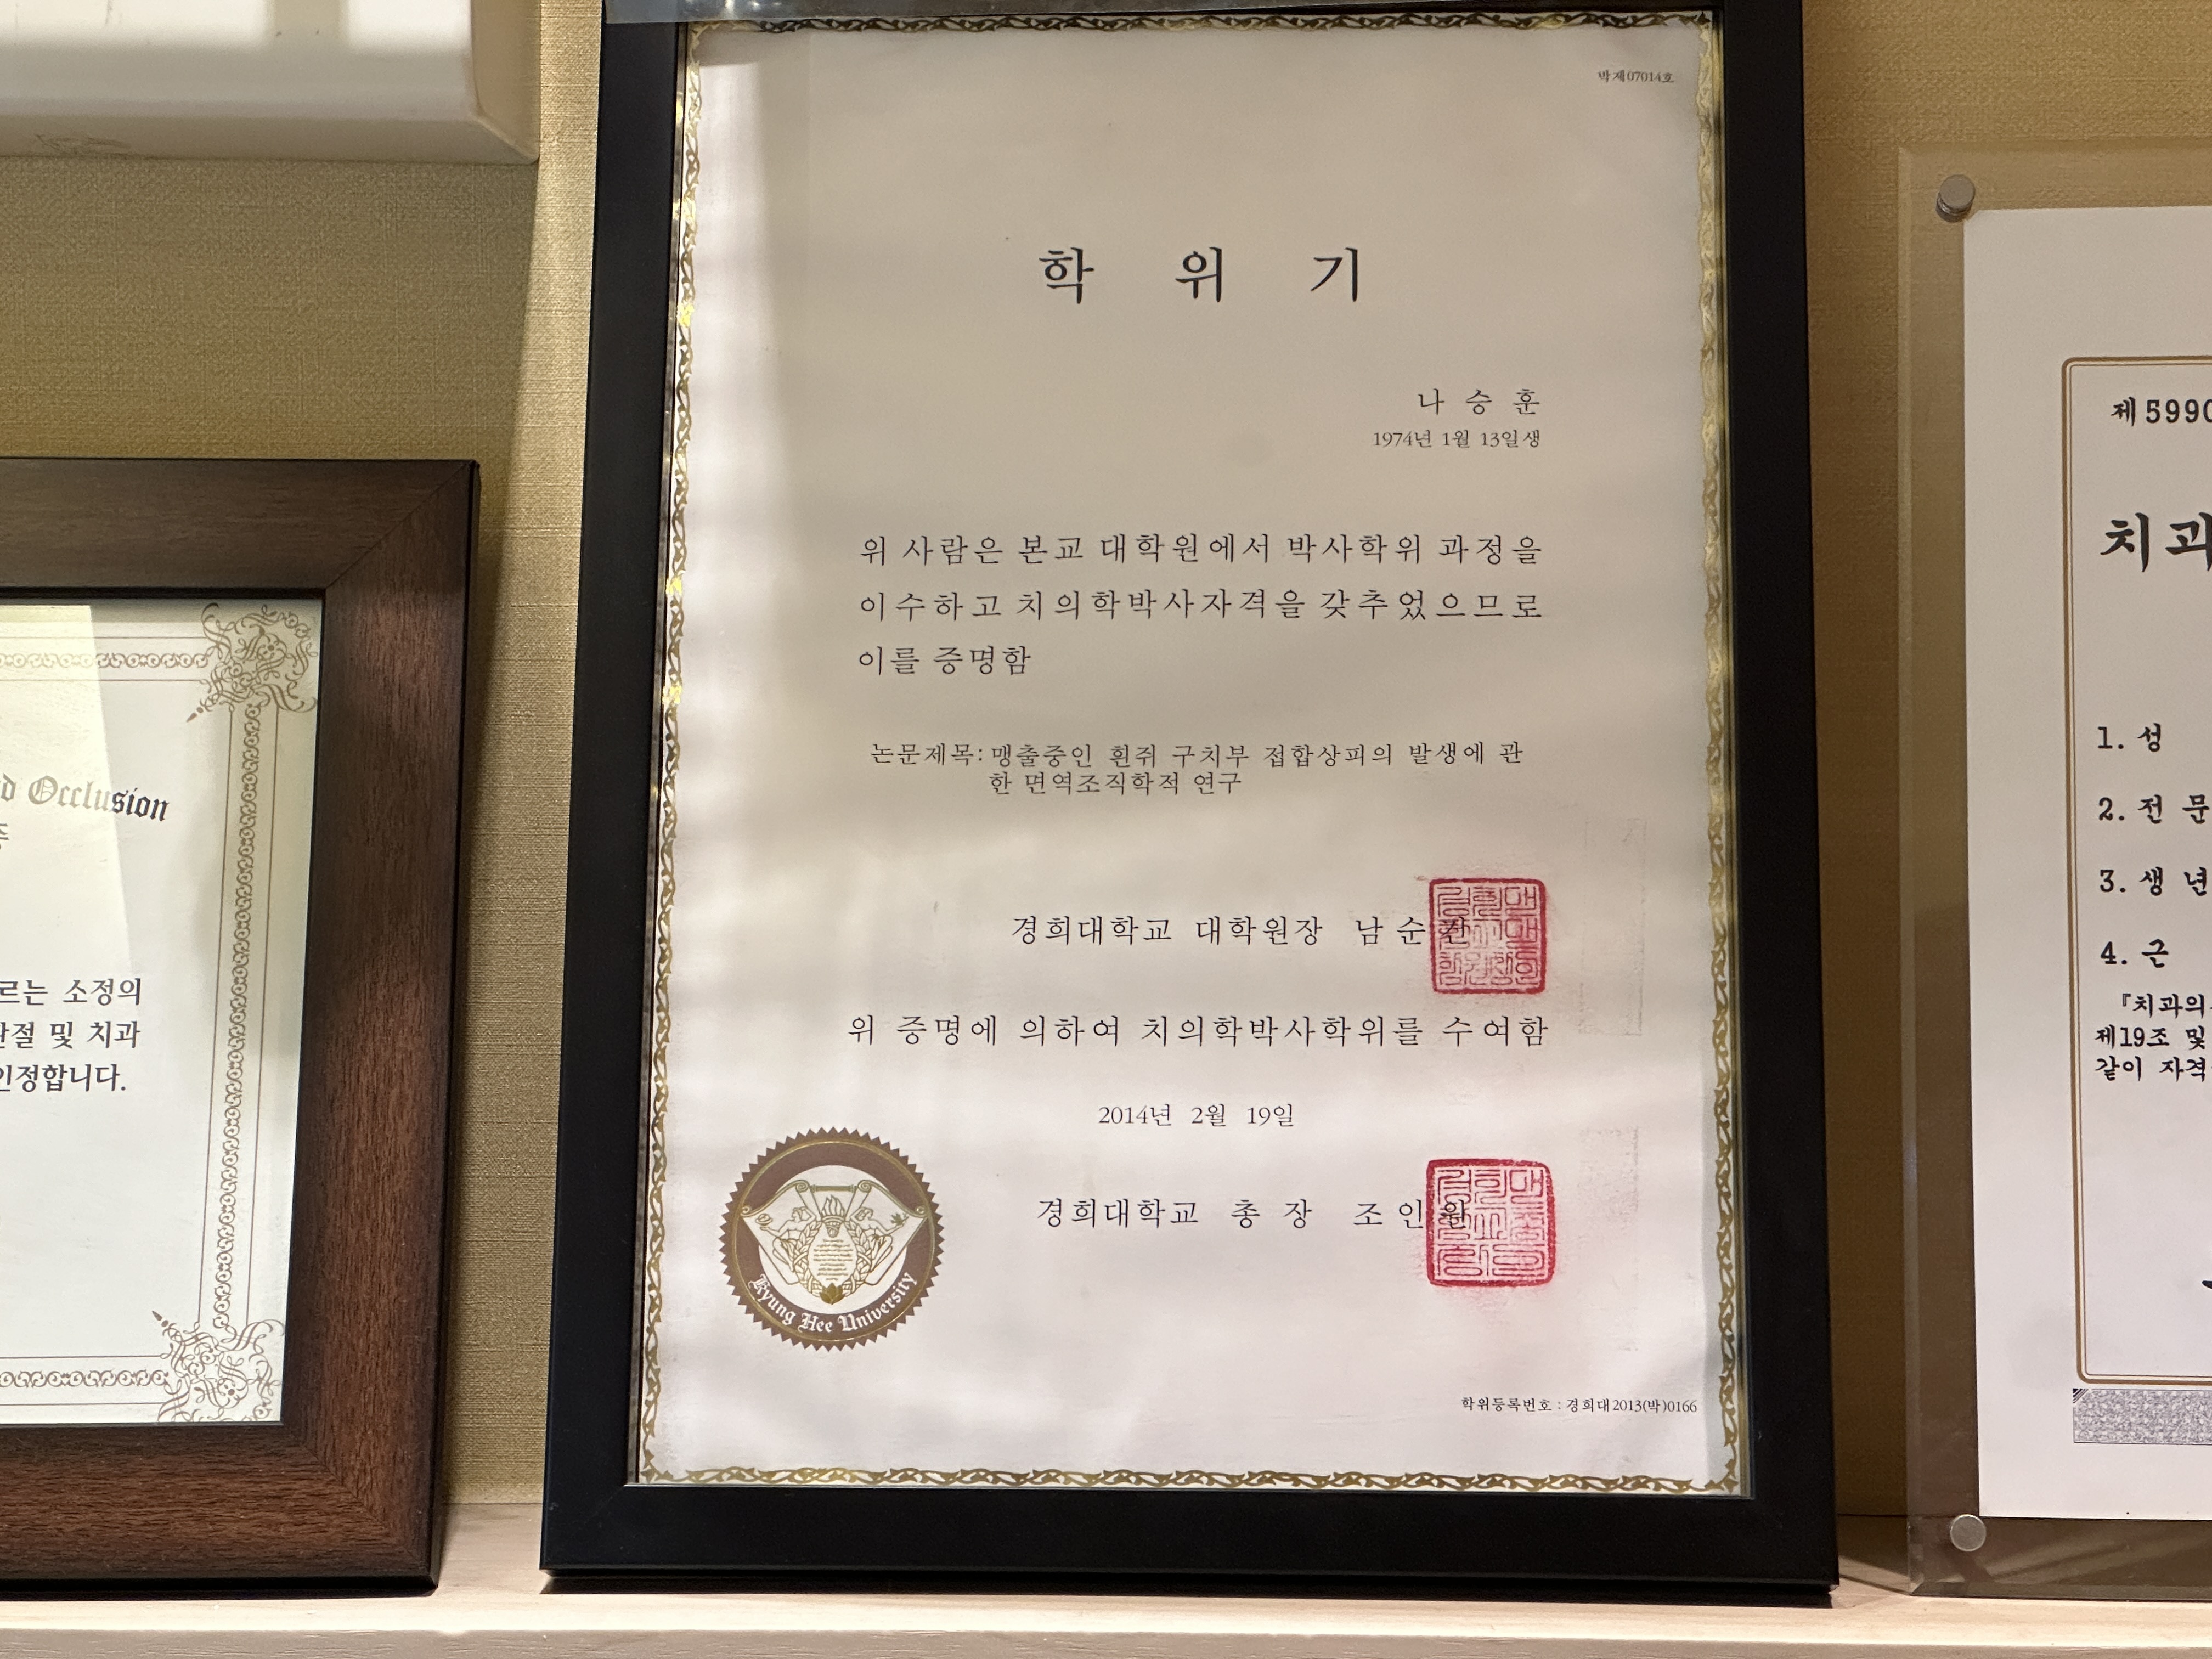 박제07014호
학 위 기
나 승 훈
1974년 1월 13일생
위 사람은 본교 대학원에서 박사학위 과정을
이수하고 치의학박사자격을 갖추었으므로
이를 증명함
논문제목: 맹출중인 흰쥐 구치부 접합상피의 발생에 관
한 면역조직학적 연구
경희대학교 대학원장 남 순
위 증명에 의하여 치의학박사학위를 수여함
2014년 2월 19일
경희대학교 총 장 조 인 원
Kyung Hee University
학위등록번호 : 경희대2013(박)0166
Occlusion
르는 소정의
및 치과
인정합니다.
제5990
치과
1. 성
2. 전 문
3. 생 년
4. 근
『치과의
제19조 및
같이 자격